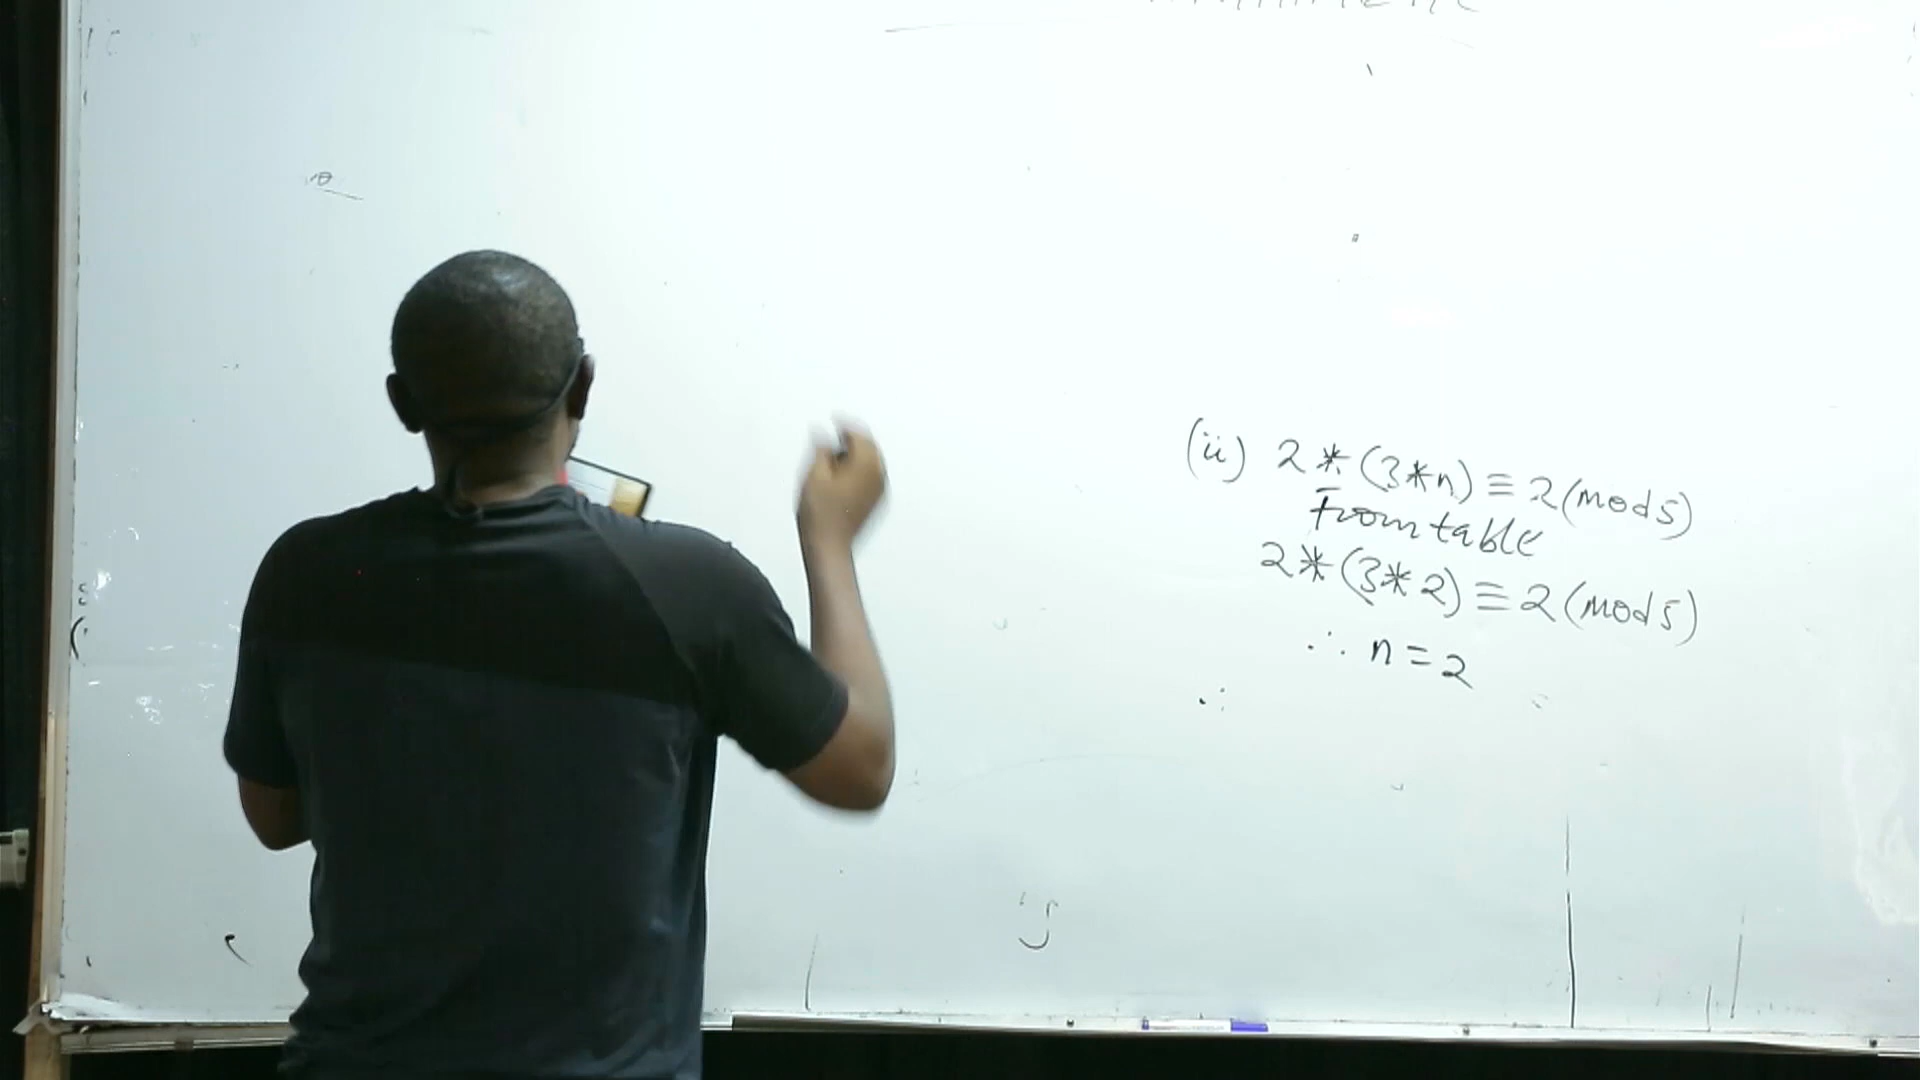 (ii) 2 * (3 * n) ≡ 2 (mod 5)
From table
2 * (3 * 2) ≡ 2 (mod 5)
∴ n = 2